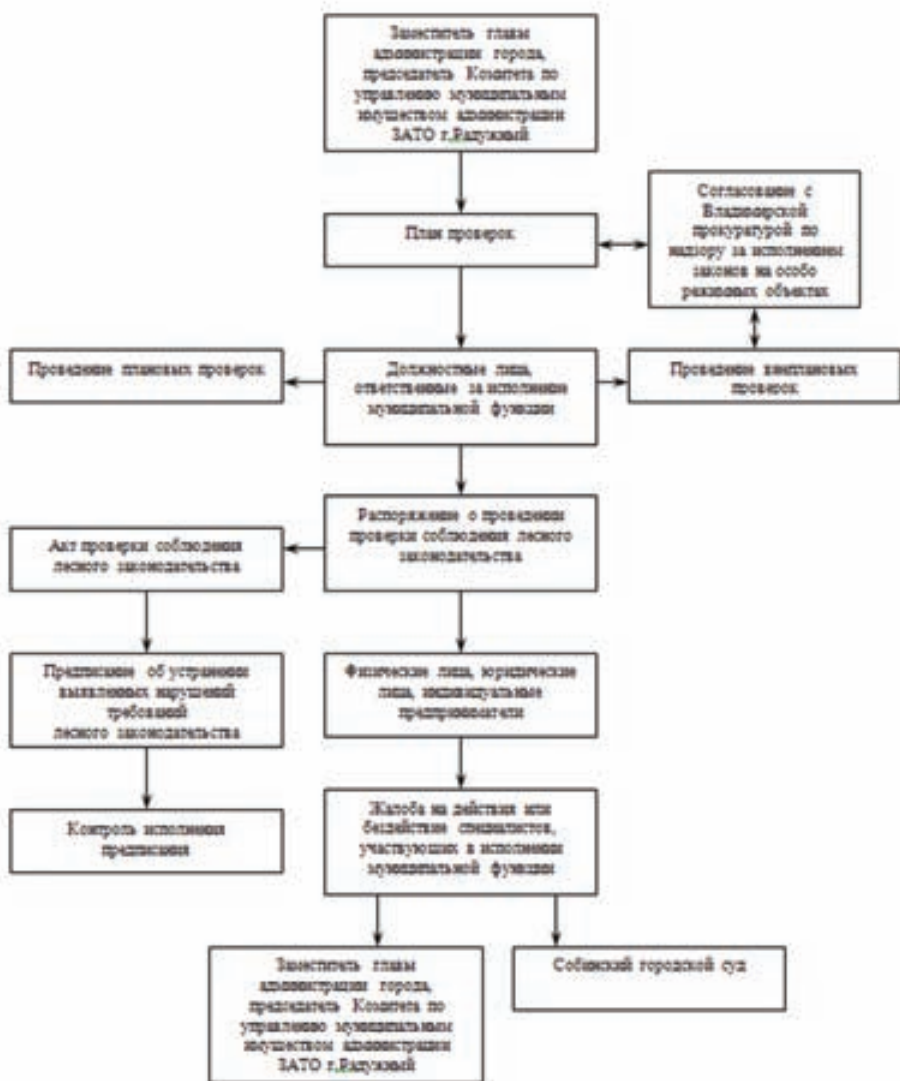 Заместитель главы
администрации города,
председатель Комитета по
управлению муниципальным
имуществом администрации
ЗАТО г.Радужный
План проверок
Согласование с
Владимирской
прокуратурой по
надзору за исполнением
законов на особо
режимных объектах
Проведение плановых проверок
Должностные лица,
ответственные за исполнение
муниципальной функции
Проведение внеплановых
проверок
Распоряжение о проведении
проверки соблюдения лесного
законодательства
Акт проверки соблюдения
лесного законодательства
Предписание об устранении
выявленных нарушений
требований
лесного законодательства
Физические лица, юридические
лица, индивидуальные
предприниматели
Контроль исполнения
предписания
Жалоба на действия или
бездействие специалистов,
участвующих в исполнении
муниципальной функции
Заместитель главы
администрации города,
председатель Комитета по
управлению муниципальным
имуществом администрации
ЗАТО г.Радужный
Собинский городской суд